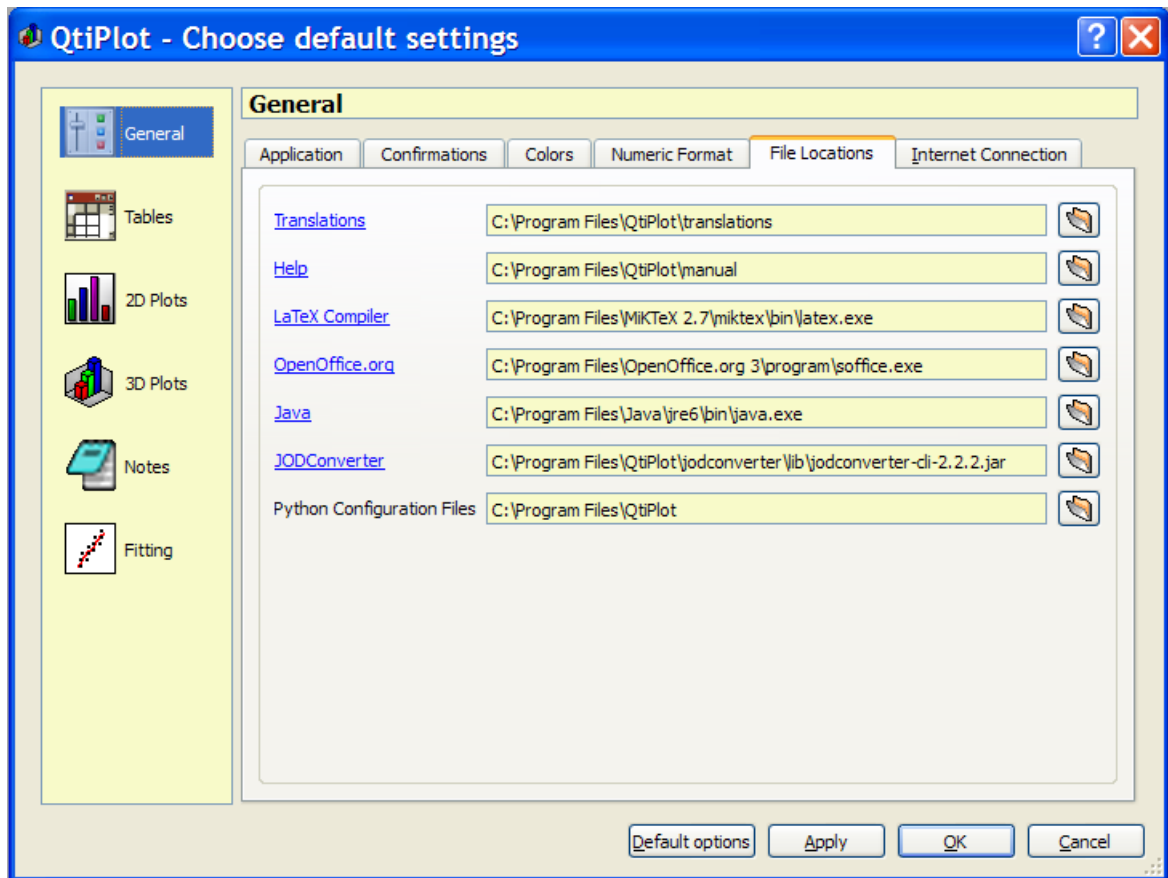 QtiPlot - Choose default settings
General
Tables
2D Plots
3D Plots
Notes
Fitting
General
Application Confirmations Colors Numeric Format File Locations Internet Connection
Translations C:\Program Files\QtiPlot\translations
Help C:\Program Files\QtiPlot\manual
LaTeX Compiler C:\Program Files\MiKTeX 2.7\miktex\bin\latex.exe
OpenOffice.org C:\Program Files\OpenOffice.org 3\program\soffice.exe
Java C:\Program Files\Java\jre6\bin\java.exe
JODConverter C:\Program Files\QtiPlot\jodconverter\lib\jodconverter-cli-2.2.2.jar
Python Configuration Files C:\Program Files\QtiPlot
Default options Apply OK Cancel